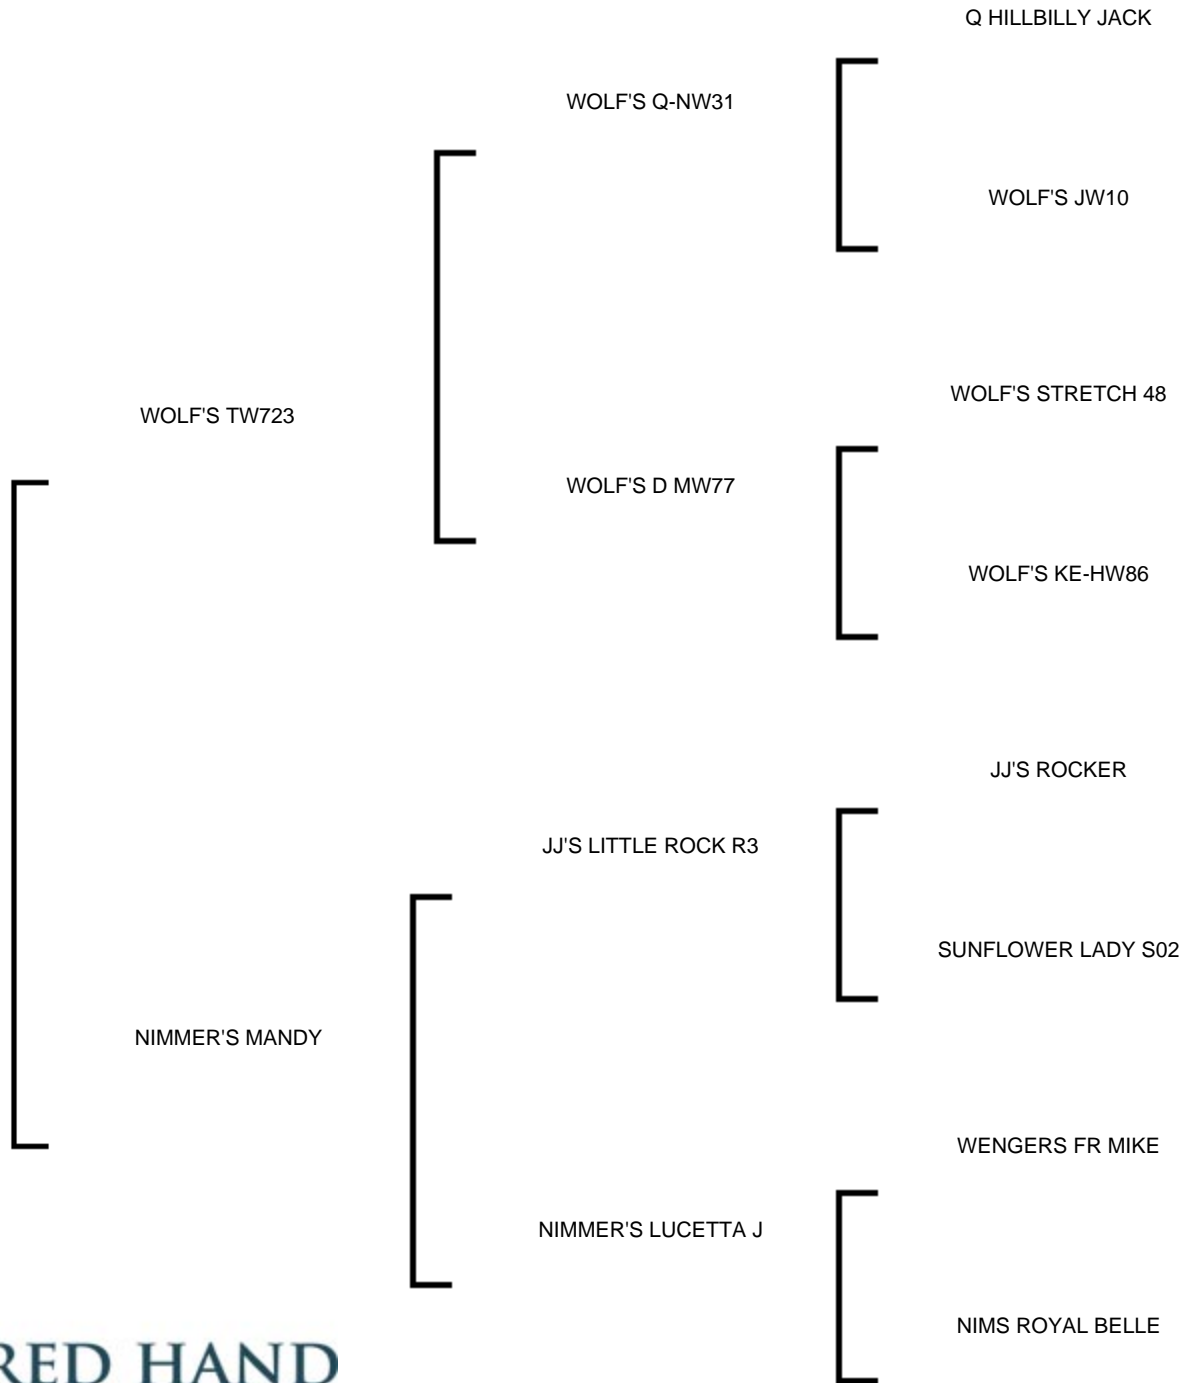 Q HILLBILLY JACK
WOLF'S Q-NW31
WOLF'S JW10
WOLF'S STRETCH 48
WOLF'S TW723
WOLF'S D MW77
WOLF'S KE-HW86
JJ'S ROCKER
JJ'S LITTLE ROCK R3
SUNFLOWER LADY S02
NIMMER'S MANDY
WENGERS FR MIKE
NIMMER'S LUCETTA J
NIMS ROYAL BELLE
RED HAND